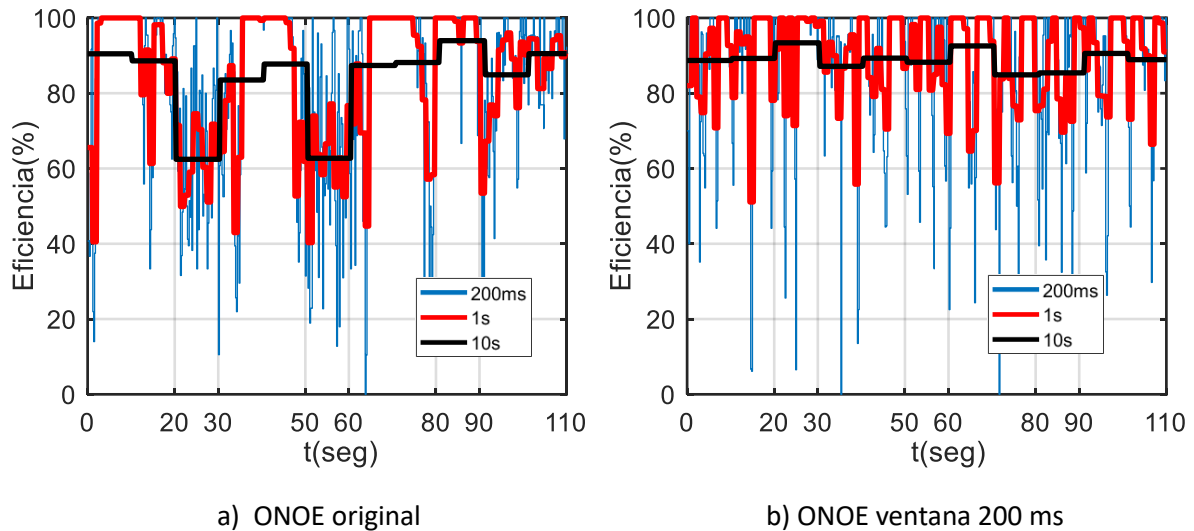 100
80
60
40
20
0
Eficiencia(%)
0 20 30 50 60 80 90 110
t(seg)
200ms
1s
10s
a) ONOE original
100
80
60
40
20
0
Eficiencia(%)
0 20 30 50 60 80 90 110
t(seg)
200ms
1s
10s
b) ONOE ventana 200 ms